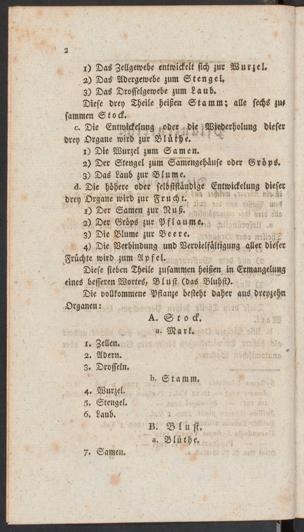 2
1) Das Zellgewebe entwickelt sich zur Wurzel.
2) Das Adergewebe zum Stengel.
3) Das Drosselgewebe zum Laub.
Diese drey Theile heißen Stamm; alle sechs zu-
sammen Stock.
c. Die Entwickelung oder die Wiederholung dieser
drey Organe wird zur Blüthe.
1) Die Wurzel zum Samen.
2) Der Stengel zum Samengehäuse oder Gröps.
3) Das Laub zur Blume.
d. Die höhere oder selbstständige Entwickelung dieser
drey Organe wird zur Frucht.
1) Der Samen zur Nuß.
2) Der Gröps zur Pflaume.
3) Die Blume zur Beere.
4) Die Verbindung und Vervielfältigung aller dieser
Früchte wird zum Apfel.
Diese sieben Theile zusammen heißen in Ermangelung
eines besseren Wortes, Blust (das Bluhst).
Die vollkommene Pflanze besteht daher aus dreyzehn
Organen:
A. Stock.
a. Mark.
1. Zellen.
2. Adern.
3. Drosseln.
b. Stamm.
4. Wurzel.
5. Stengel.
6. Laub.
B. Blust.
a. Blüthe.
7. Samen.